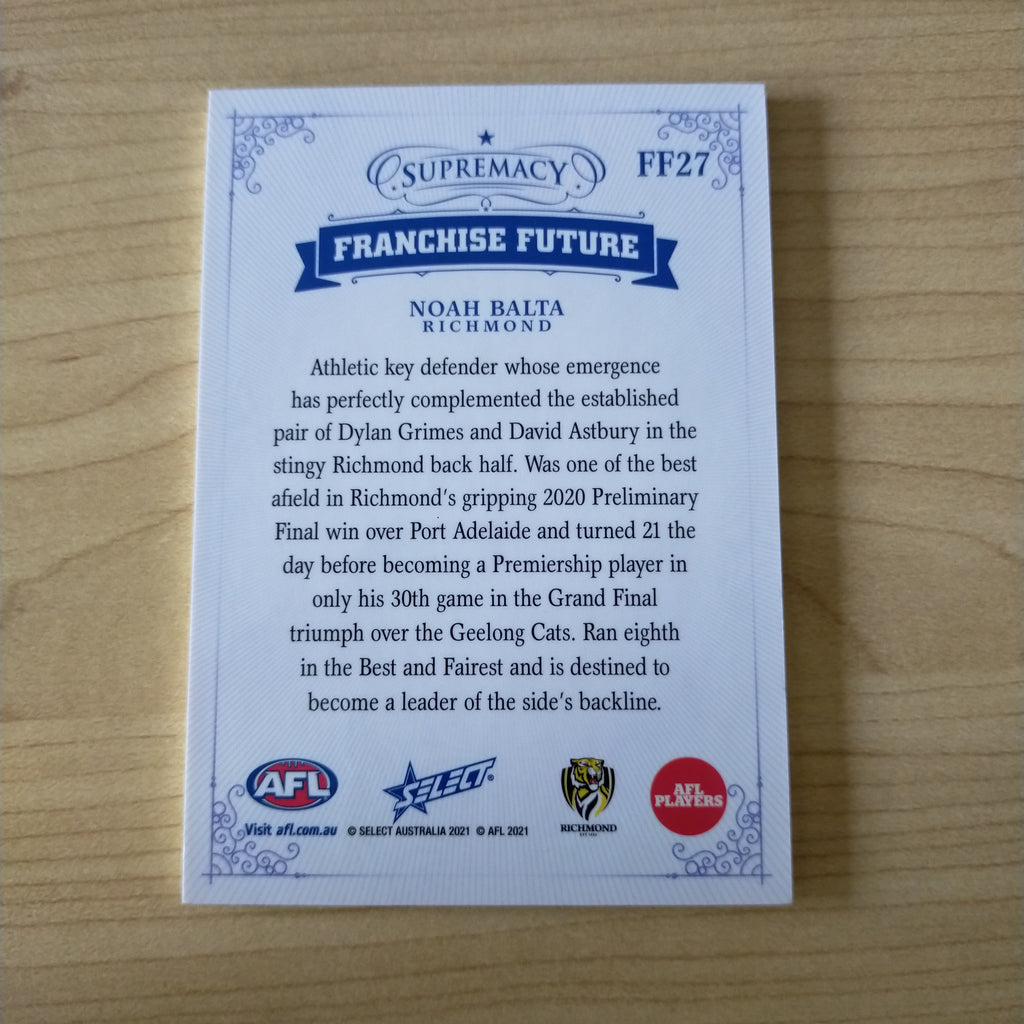 SUPREMACY
FF27
FRANCHISE FUTURE
NOAH BALTA
RICHMOND
Athletic key defender whose emergence
has perfectly complemented the established
pair of Dylan Grimes and David Astbury in the
stingy Richmond back half. Was one of the best
afield in Richmond's gripping 2020 Preliminary
Final win over Port Adelaide and turned 21 the
day before becoming a Premiership player in
only his 30th game in the Grand Final
triumph over the Geelong Cats. Ran eighth
in the Best and Fairest and is destined to
become a leader of the side's backline.
AFL
SELECT®
RICHMOND
AFL
PLAYERS
Visit afl.com.au © SELECT AUSTRALIA 2021 © AFL 2021